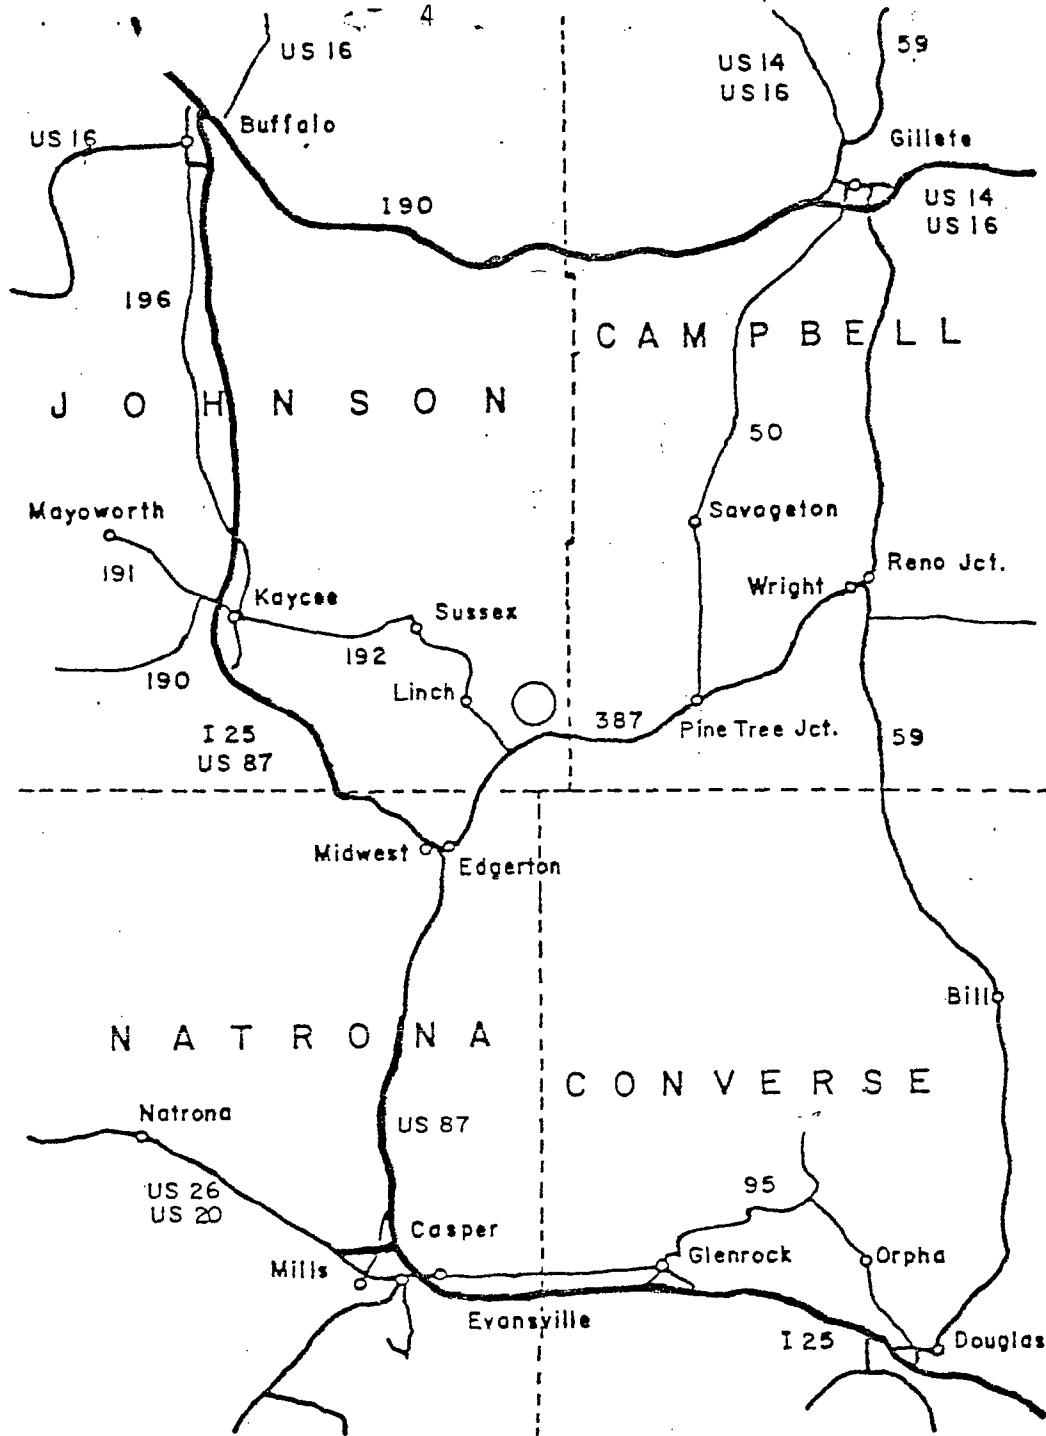 4
US 16
59
US 14
US 16
Buffalo
US 16
Gillete
I 90
US 14
US 16
196
CAMPBELL
JOHNSON
50
Mayoworth
Savageton
191
Reno Jct.
Wright
Kaycee
Sussex
192
190
Linch
387
Pine Tree Jct.
59
I 25
US 87
Midwest
Edgerton
Bill
NATRONA
CONVERSE
Natrona
US 87
US 26
US 20
95
Casper
Glenrock
Orpha
Mills
Evansville
I 25
Douglas